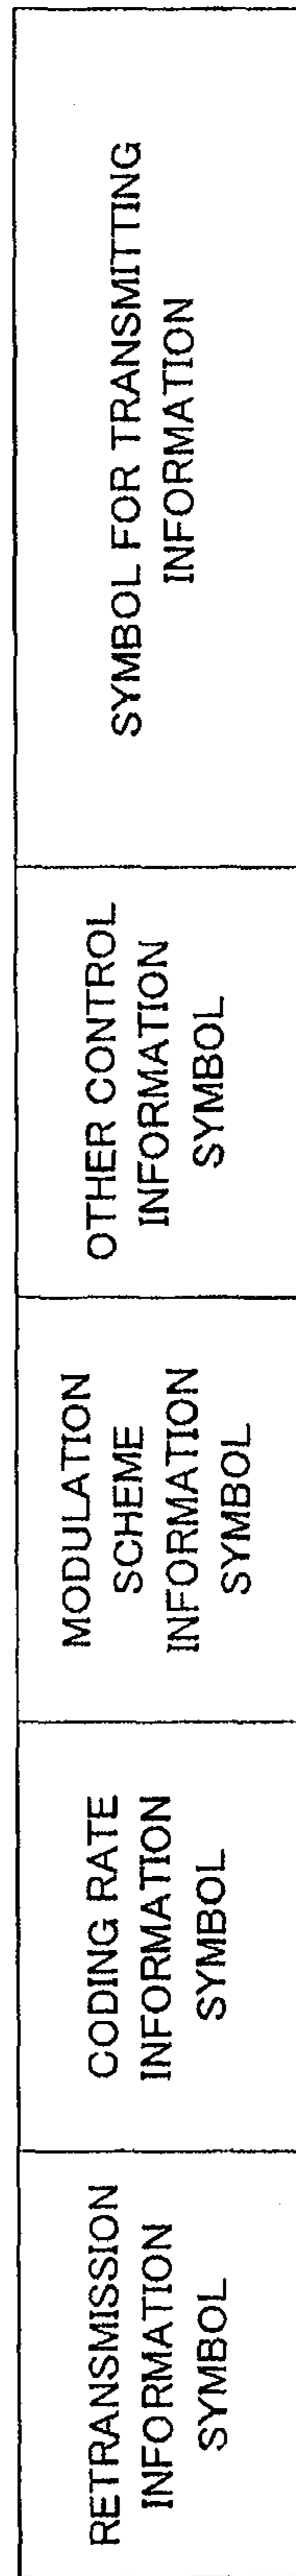 RETRANSMISSION
INFORMATION
SYMBOL
CODING RATE
INFORMATION
SYMBOL
MODULATION
SCHEME
INFORMATION
SYMBOL
OTHER CONTROL
INFORMATION
SYMBOL
SYMBOL FOR TRANSMITTING
INFORMATION